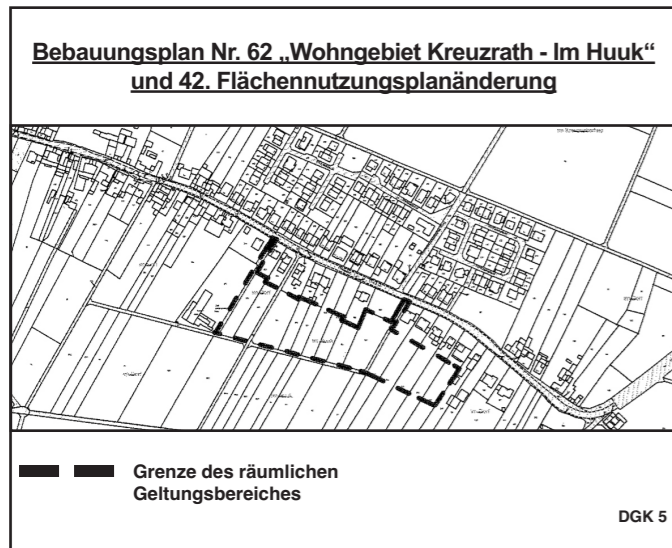 Bebauungsplan Nr. 62 „Wohngebiet Kreuzrath - Im Huuk“
und 42. Flächennutzungsplanänderung
Grenze des räumlichen
Geltungsbereiches
DGK 5